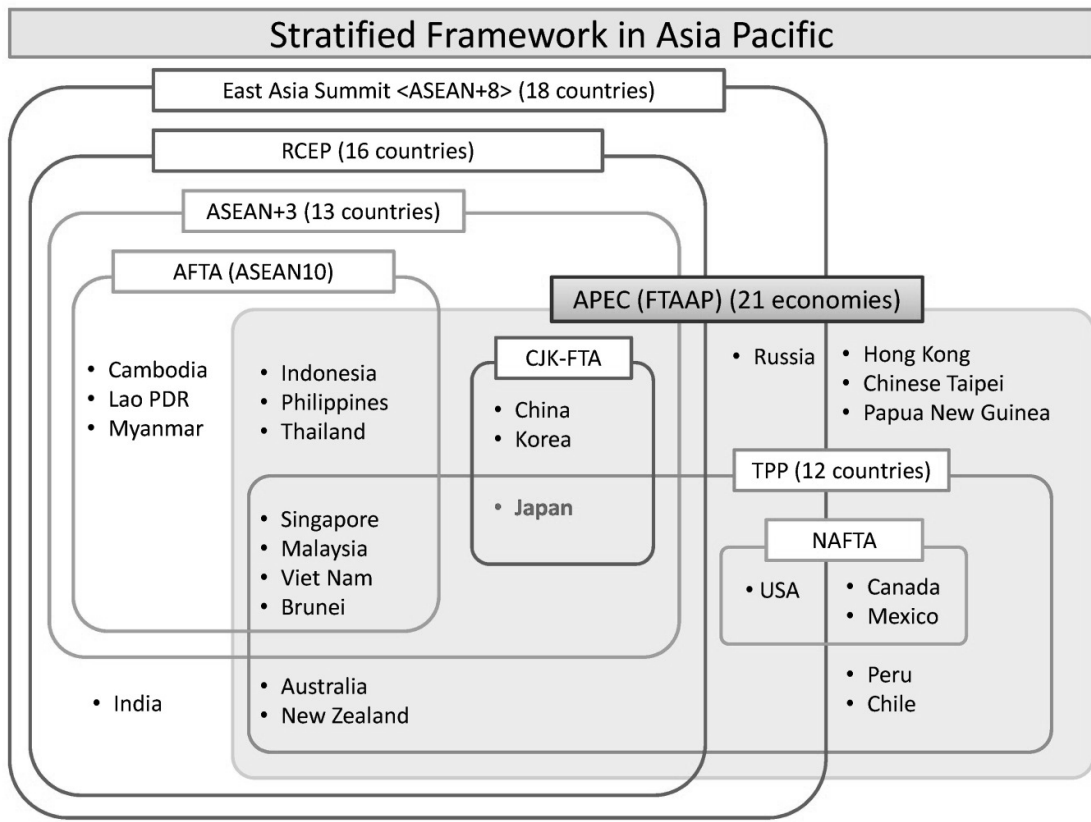 Stratified Framework in Asia Pacific
East Asia Summit <ASEAN+8> (18 countries)
RCEP (16 countries)
ASEAN+3 (13 countries)
AFTA (ASEAN10)
APEC (FTAAP) (21 economies)
• Cambodia
• Lao PDR
• Myanmar
• Indonesia
• Philippines
• Thailand
CJK-FTA
• China
• Korea
• Japan
• Russia
• Hong Kong
• Chinese Taipei
• Papua New Guinea
TPP (12 countries)
• Singapore
• Malaysia
• Viet Nam
• Brunei
NAFTA
• USA
• Canada
• Mexico
• India
• Australia
• New Zealand
• Peru
• Chile